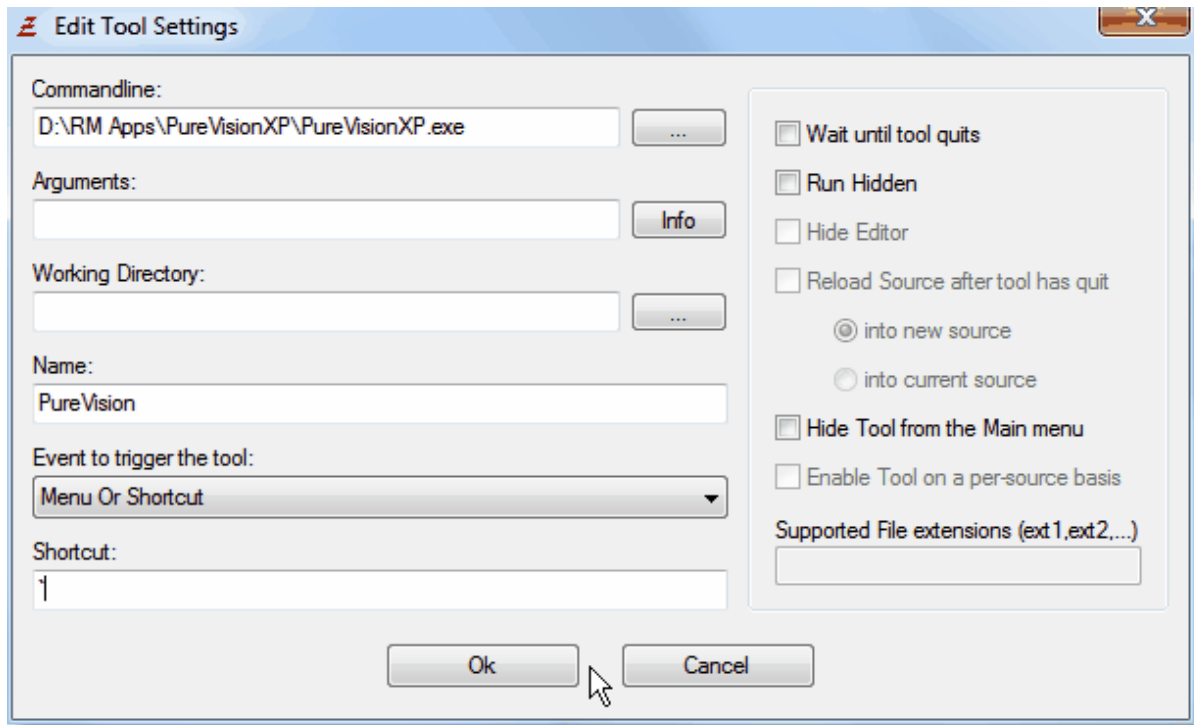 Edit Tool Settings
Commandline:
D:\RM Apps\PureVisionXP\PureVisionXP.exe
...
Arguments:
Info
Working Directory:
...
Name:
PureVision
Event to trigger the tool:
Menu Or Shortcut
Shortcut:
`
Wait until tool quits
Run Hidden
Hide Editor
Reload Source after tool has quit
into new source
into current source
Hide Tool from the Main menu
Enable Tool on a per-source basis
Supported File extensions (ext1,ext2,...)
Ok
Cancel